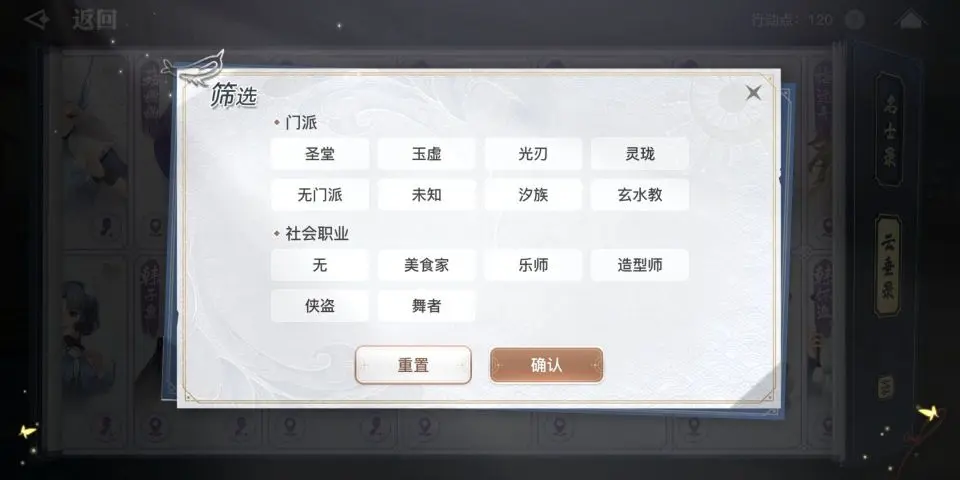 返回
行动点：120
筛选
门派
圣堂 玉虚 光刃 灵珑
无门派 未知 汐族 玄水教
社会职业
无 美食家 乐师 造型师
侠盗 舞者
重置 确认
名士录
云垂录